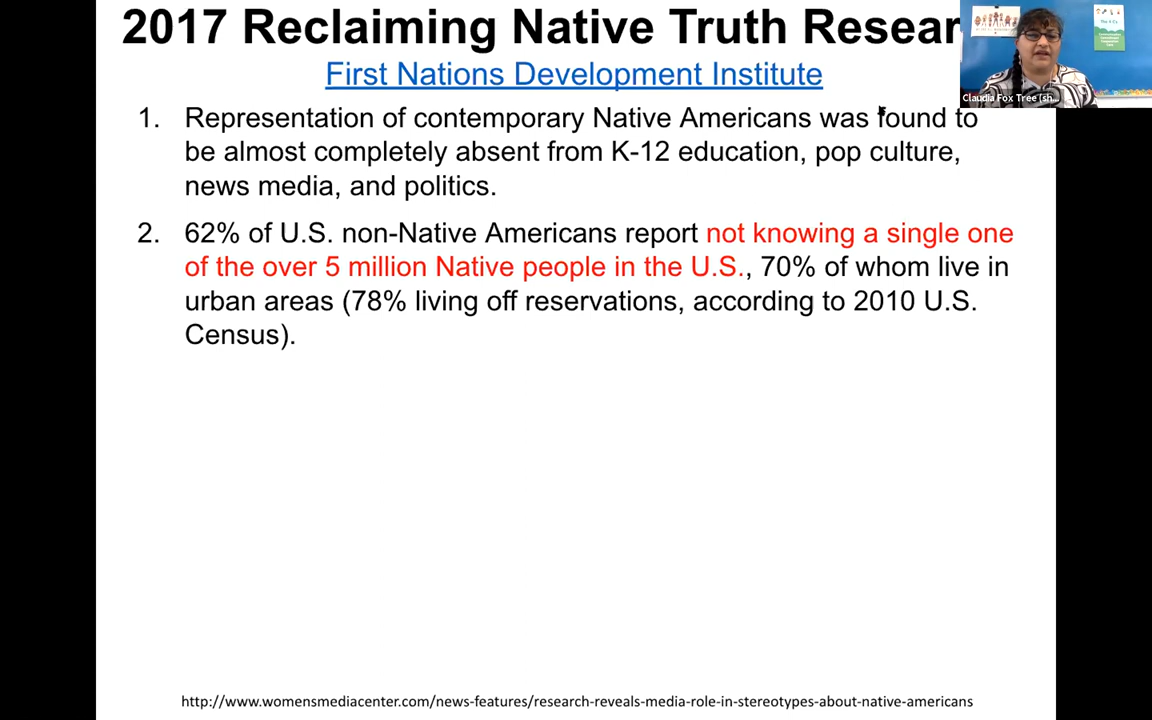 2017 Reclaiming Native Truth Resear
First Nations Development Institute
1. Representation of contemporary Native Americans was found to
be almost completely absent from K-12 education, pop culture,
news media, and politics.
2. 62% of U.S. non-Native Americans report not knowing a single one
of the over 5 million Native people in the U.S., 70% of whom live in
urban areas (78% living off reservations, according to 2010 U.S.
Census).
Claudia Fox Tree (sh...
http://www.womensmediacenter.com/news-features/research-reveals-media-role-in-stereotypes-about-native-americans